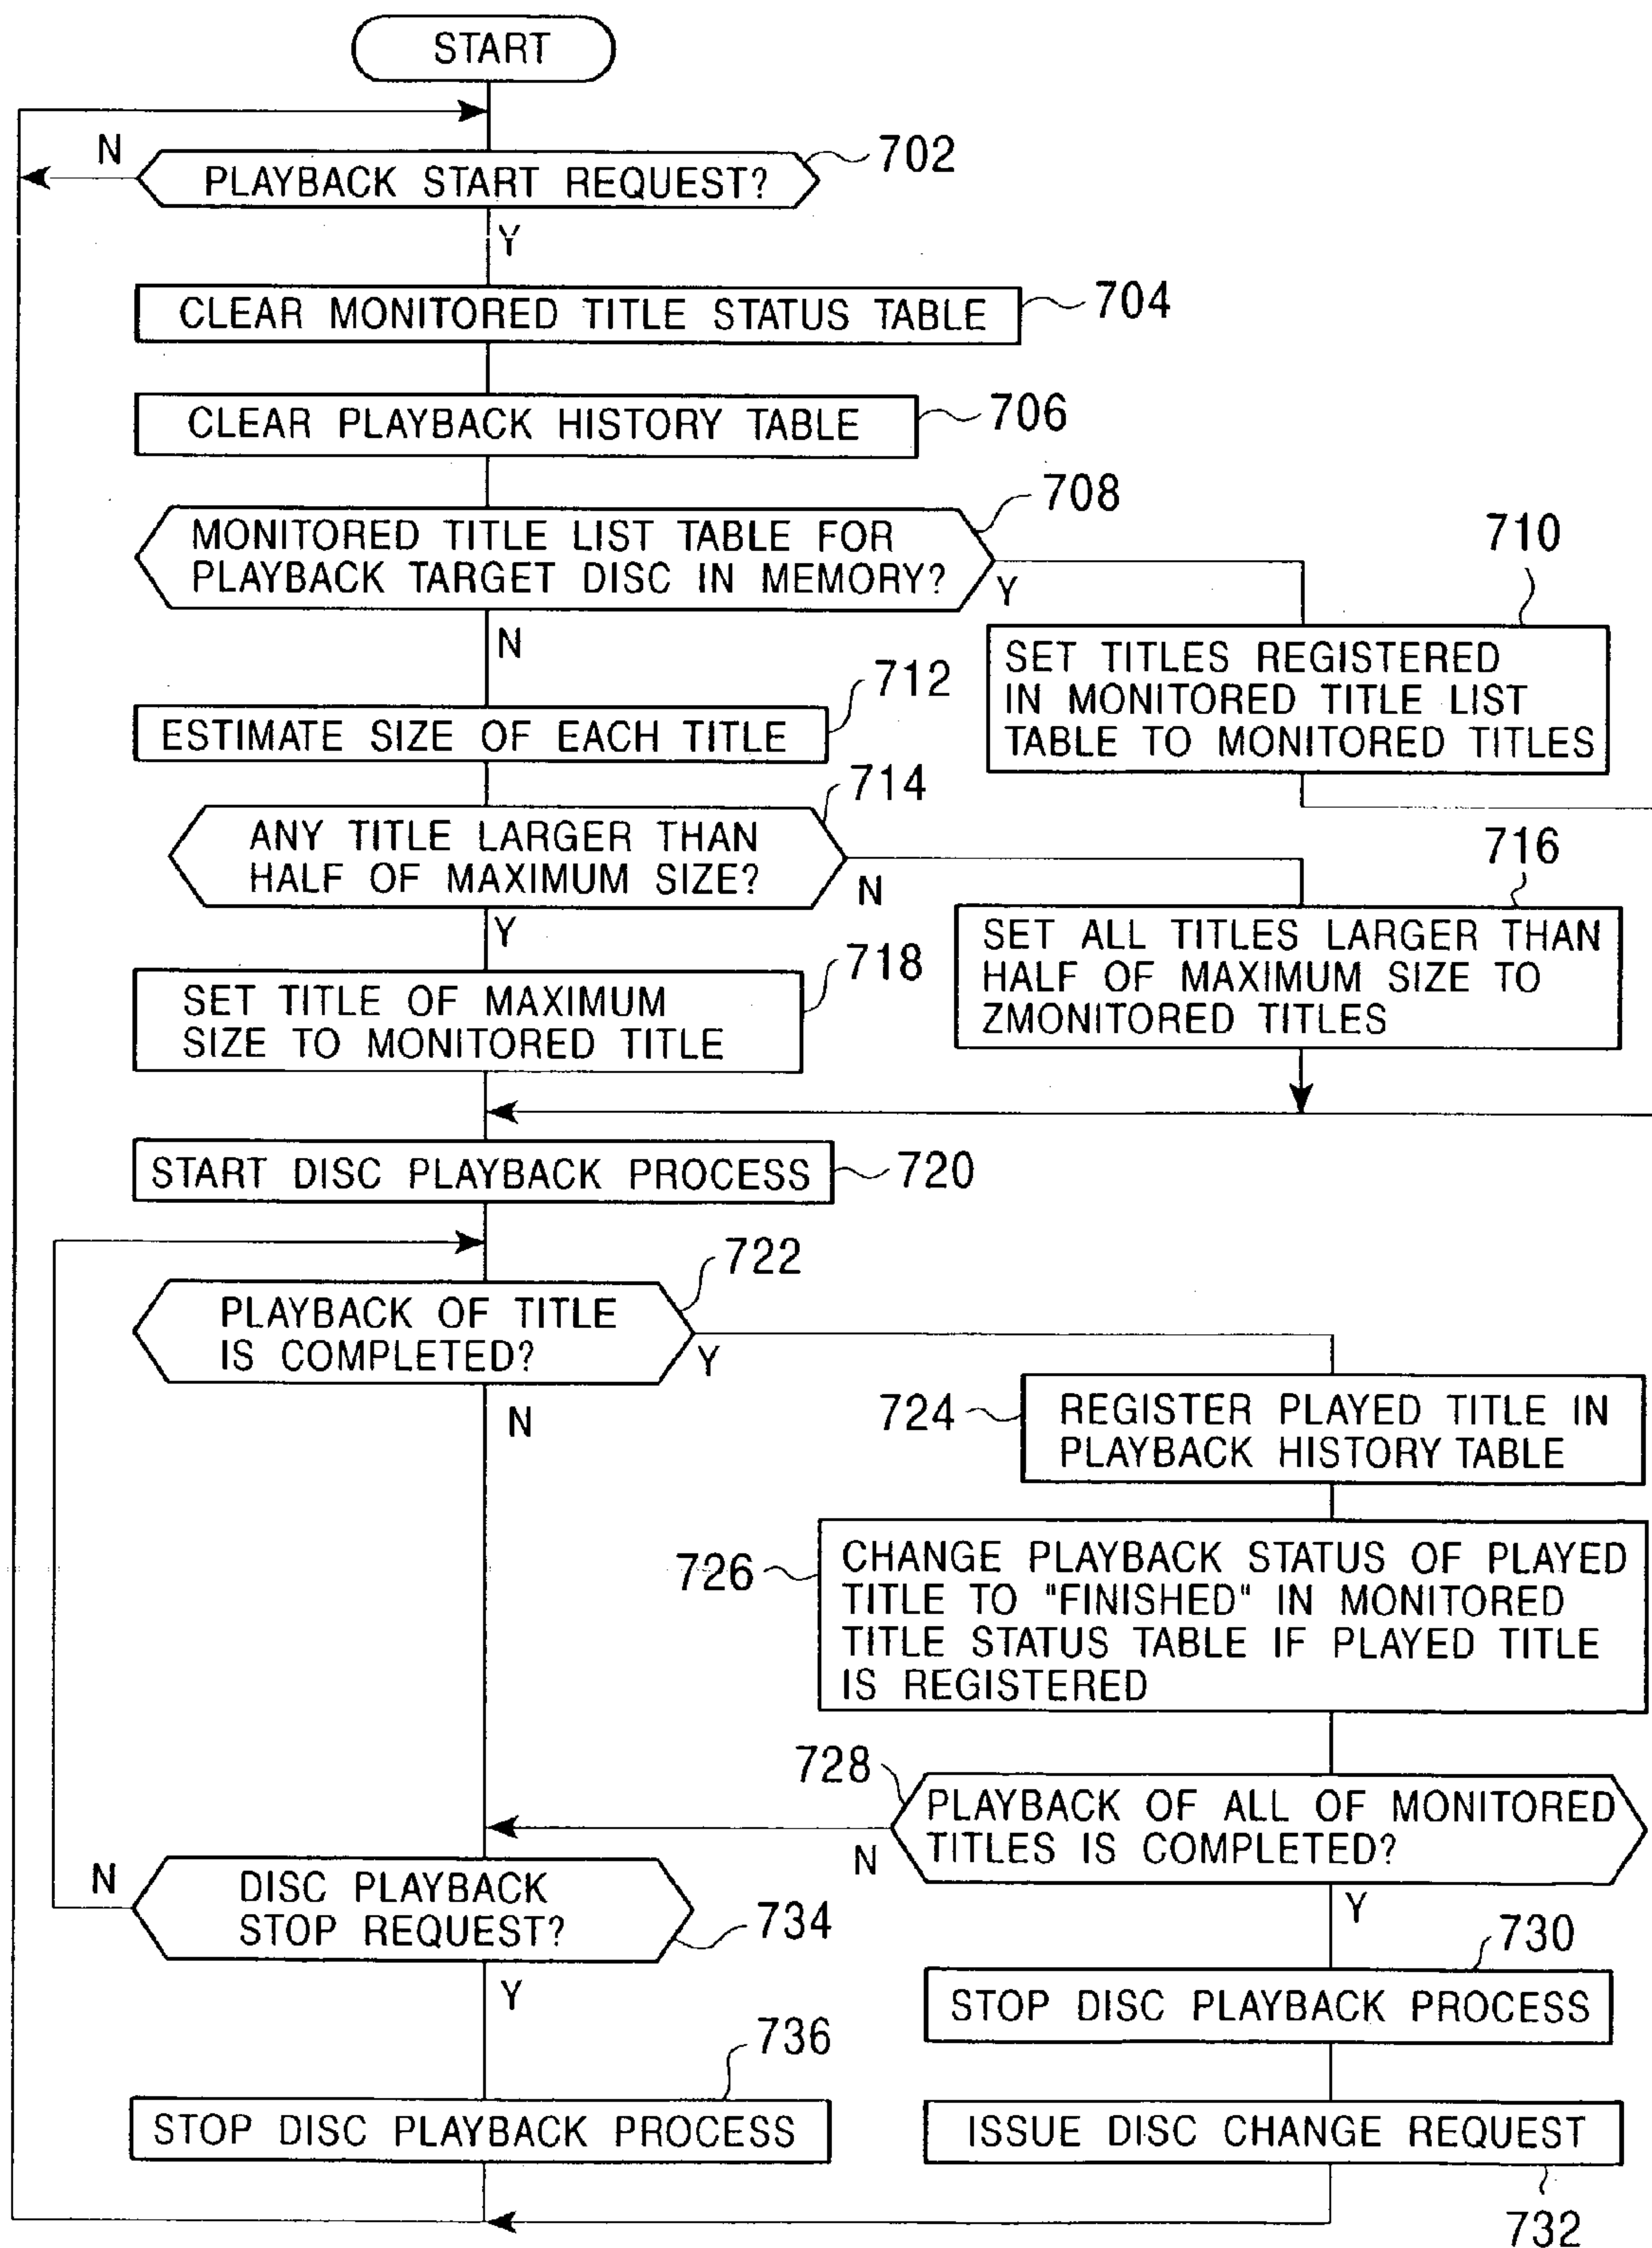 START
N
PLAYBACK START REQUEST?
702
Y
CLEAR MONITORED TITLE STATUS TABLE
704
CLEAR PLAYBACK HISTORY TABLE
706
MONITORED TITLE LIST TABLE FOR
PLAYBACK TARGET DISC IN MEMORY?
708
Y
N
710
SET TITLES REGISTERED
IN MONITORED TITLE LIST
TABLE TO MONITORED TITLES
ESTIMATE SIZE OF EACH TITLE
712
ANY TITLE LARGER THAN
HALF OF MAXIMUM SIZE?
714
N
Y
716
SET ALL TITLES LARGER THAN
HALF OF MAXIMUM SIZE TO
ZMONITORED TITLES
SET TITLE OF MAXIMUM
SIZE TO MONITORED TITLE
718
START DISC PLAYBACK PROCESS
720
PLAYBACK OF TITLE
IS COMPLETED?
722
Y
N
724
REGISTER PLAYED TITLE IN
PLAYBACK HISTORY TABLE
726
CHANGE PLAYBACK STATUS OF PLAYED
TITLE TO "FINISHED" IN MONITORED
TITLE STATUS TABLE IF PLAYED TITLE
IS REGISTERED
728
PLAYBACK OF ALL OF MONITORED
TITLES IS COMPLETED?
N
Y
N
DISC PLAYBACK
STOP REQUEST?
734
Y
730
STOP DISC PLAYBACK PROCESS
736
STOP DISC PLAYBACK PROCESS
ISSUE DISC CHANGE REQUEST
732